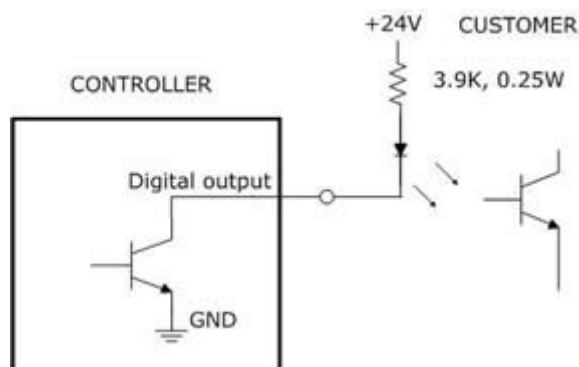 +24V
CUSTOMER
3.9K, 0.25W
CONTROLLER
Digital output
GND